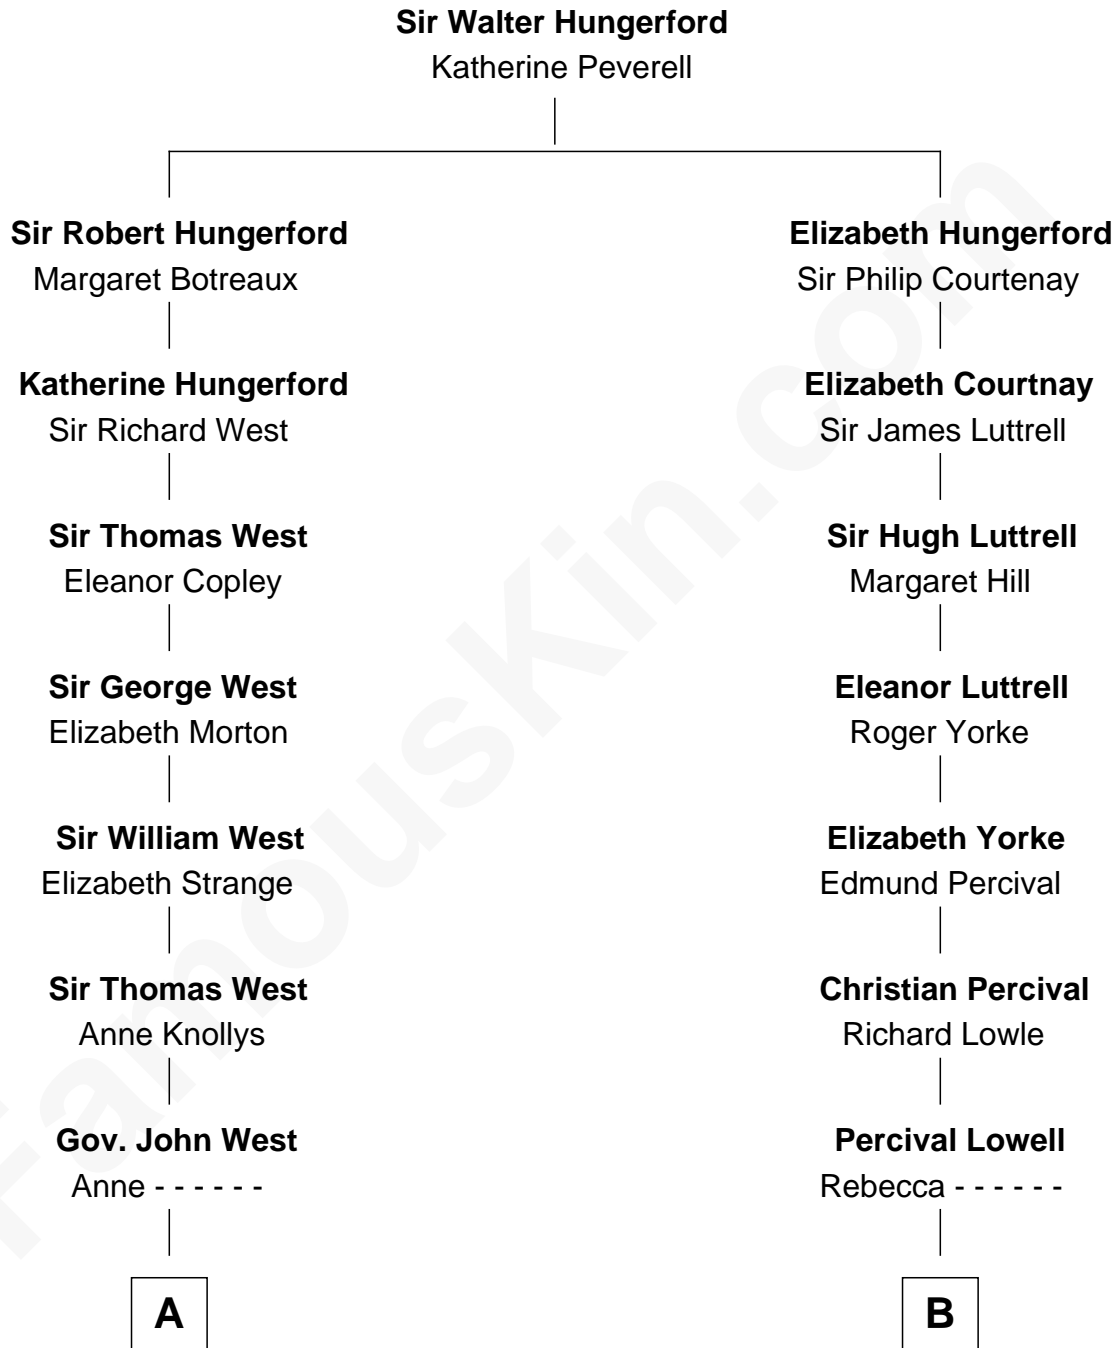 Sir Walter Hungerford
Katherine Peverell
Sir Robert Hungerford
Margaret Botreaux
Katherine Hungerford
Sir Richard West
Sir Thomas West
Eleanor Copley
Sir George West
Elizabeth Morton
Sir William West
Elizabeth Strange
Sir Thomas West
Anne Knollys
Gov. John West
Anne - - - - - -
A
Elizabeth Hungerford
Sir Philip Courtenay
Elizabeth Courtnay
Sir James Luttrell
Sir Hugh Luttrell
Margaret Hill
Eleanor Luttrell
Roger Yorke
Elizabeth Yorke
Edmund Percival
Christian Percival
Richard Lowle
Percival Lowell
Rebecca - - - - - -
B
FamousKin.com